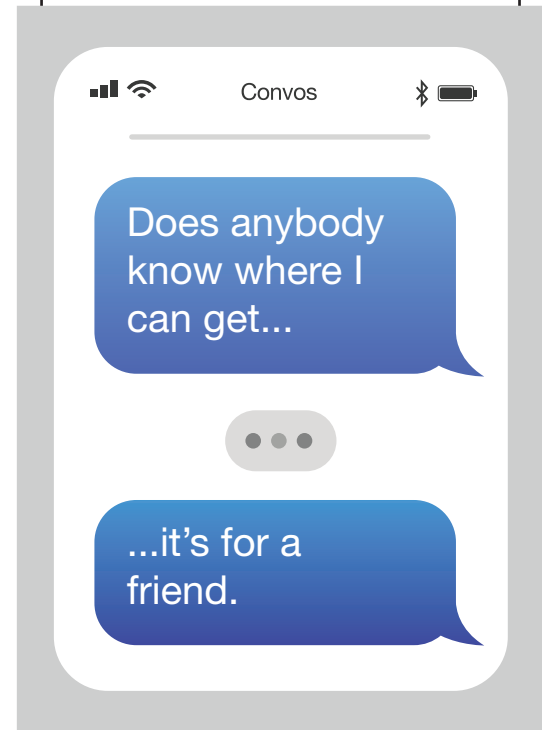 Convos
Does anybody
know where I
can get...
...it’s for a
friend.